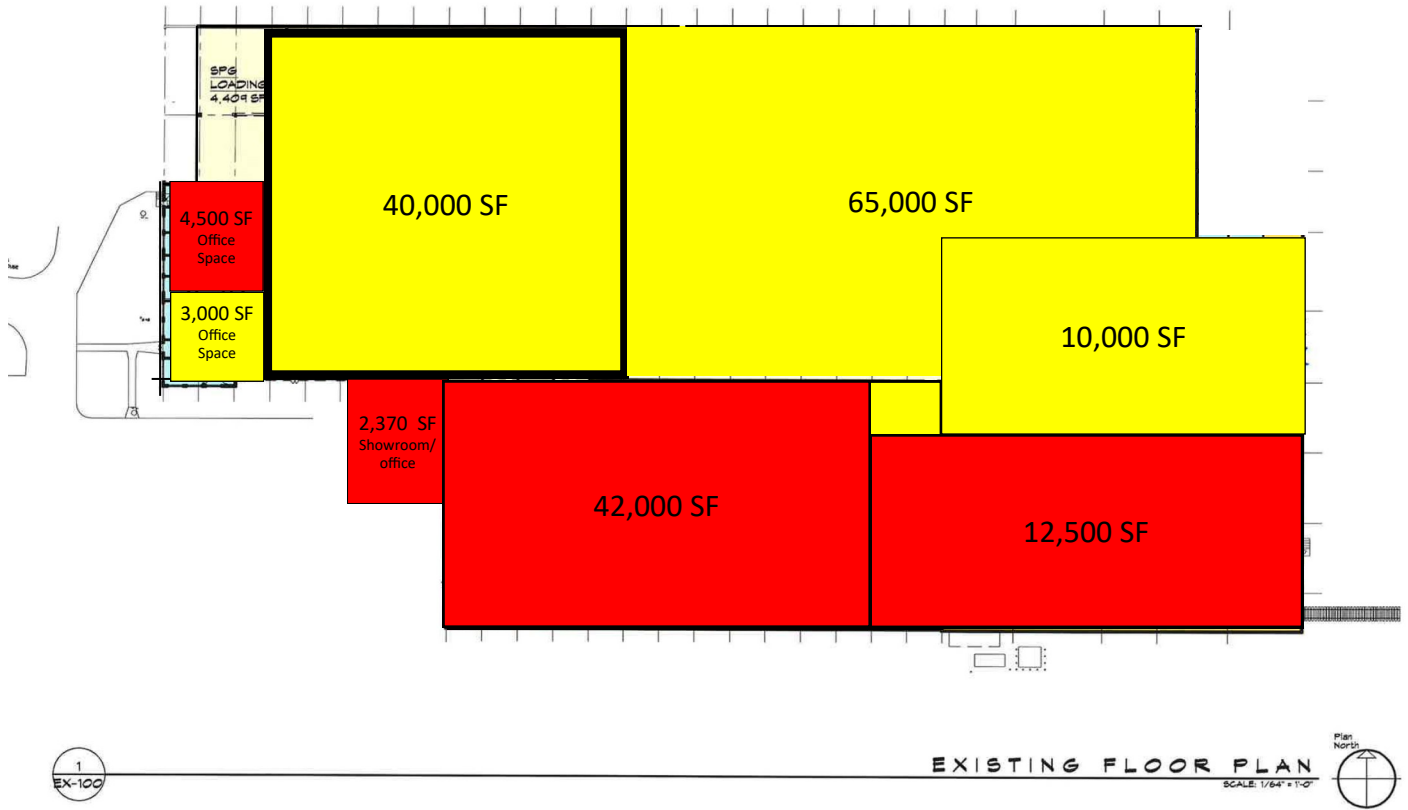 SPG
LOADING
4,409 SF
40,000 SF
65,000 SF
4,500 SF
Office
Space
3,000 SF
Office
Space
10,000 SF
2,370 SF
Showroom/
office
42,000 SF
12,500 SF
1
EX-100
EXISTING FLOOR PLAN
SCALE: 1/64" = 1'-0"
Plan
North